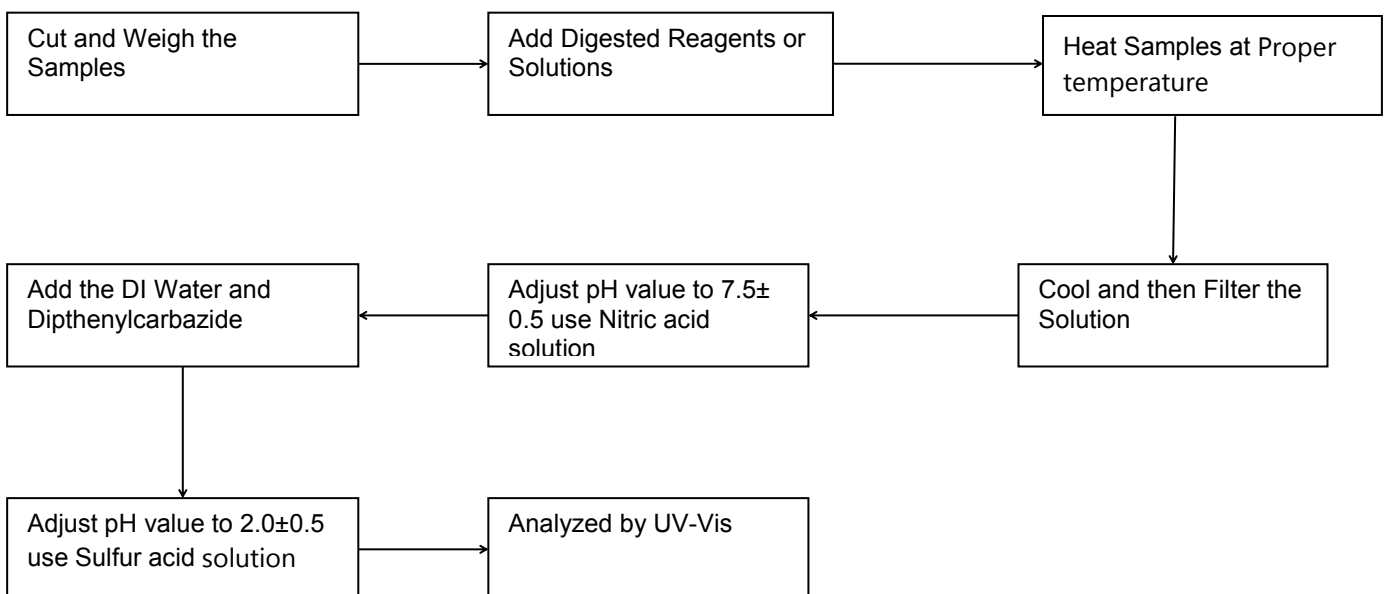 Cut and Weigh the
Samples
Add Digested Reagents or
Solutions
Heat Samples at Proper
temperature
Cool and then Filter the
Solution
Adjust pH value to 7.5±
0.5 use Nitric acid
solution
Add the DI Water and
Dipthenylcarbazide
Adjust pH value to 2.0±0.5
use Sulfur acid solution
Analyzed by UV-Vis